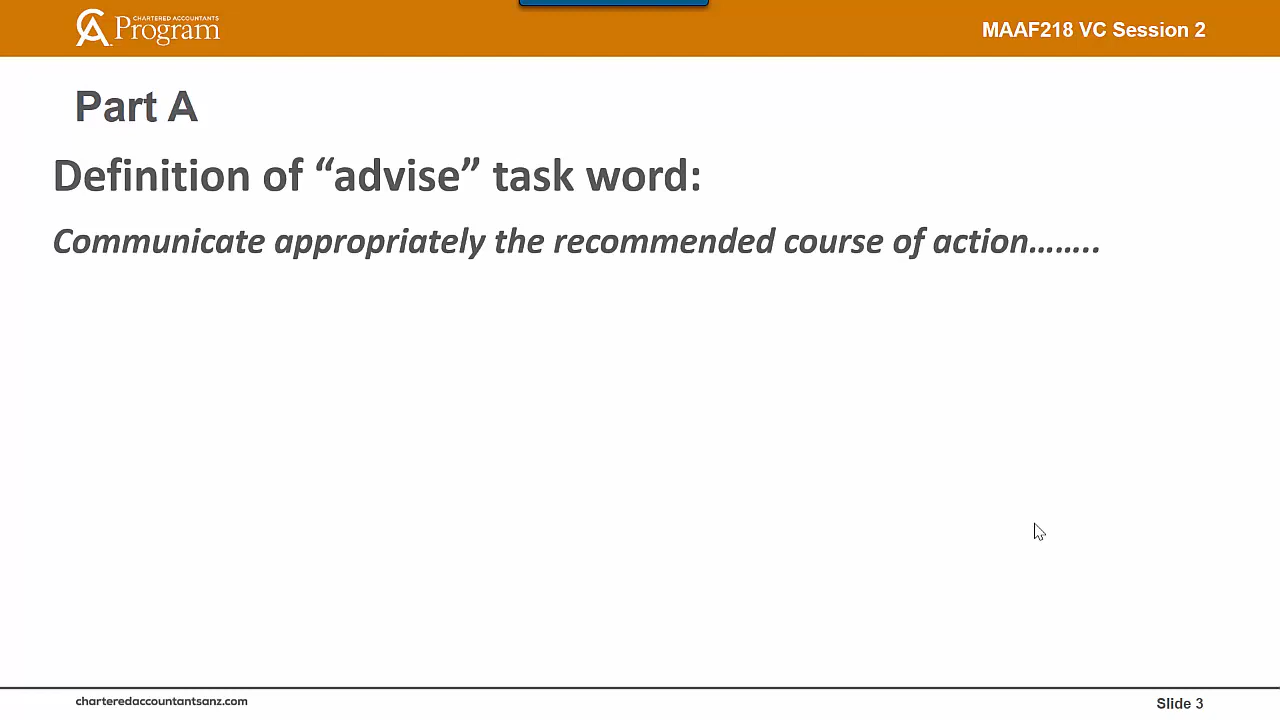 CHARTERED ACCOUNTANTS
Program
MAAF218 VC Session 2
Part A
Definition of “advise” task word:
Communicate appropriately the recommended course of action……..
charteredaccountantsanz.com
Slide 3